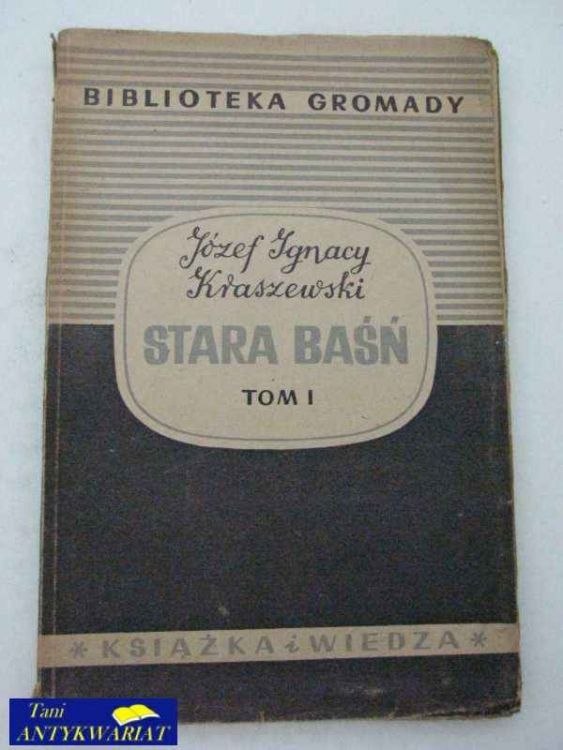 BIBLIOTEKA GROMADY
Józef Ignacy
Kraszewski
STARA BAŚŃ
TOM I
* KSIĄŻKA i WIEDZA *
Tani
ANTYKWARIAT